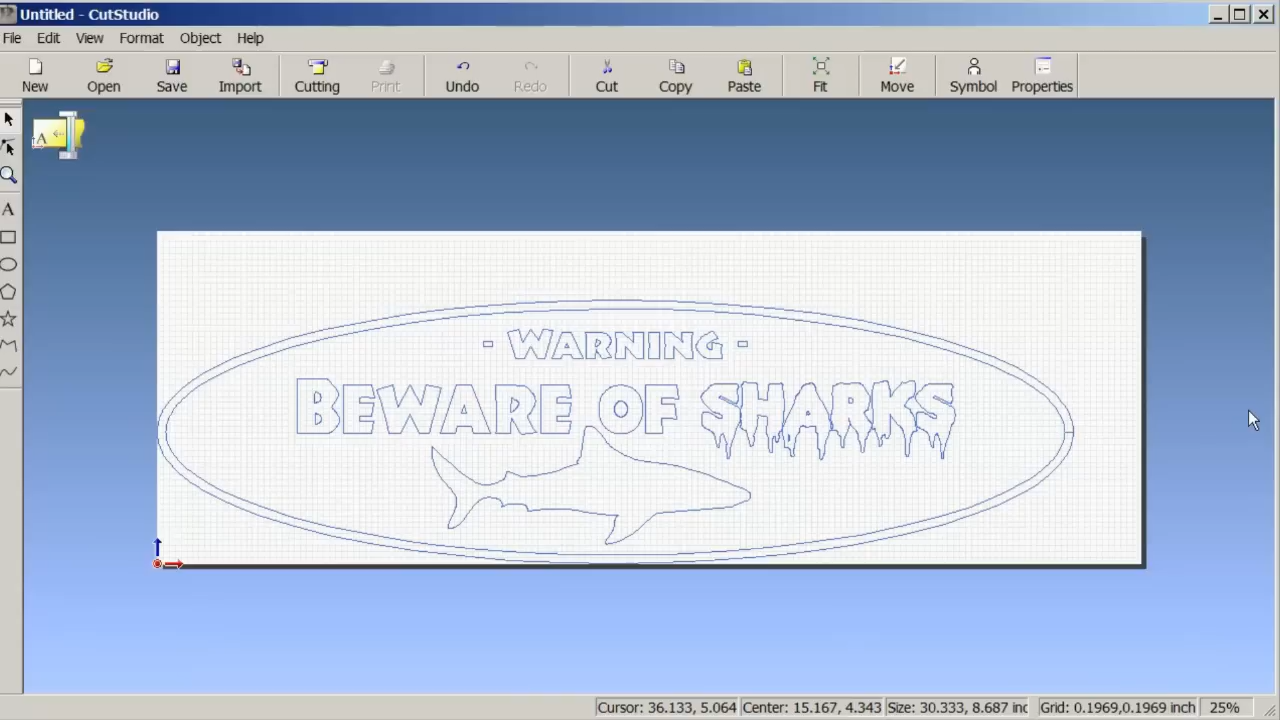 Untitled - CutStudio
File Edit View Format Object Help
New Open Save Import Cutting Print Undo Redo Cut Copy Paste Fit Move Symbol Properties
A
A
- WARNING -
BEWARE OF SHARKS
Cursor: 36.133, 5.064 Center: 15.167, 4.343 Size: 30.333, 8.687 inc Grid: 0.1969,0.1969 inch 25%